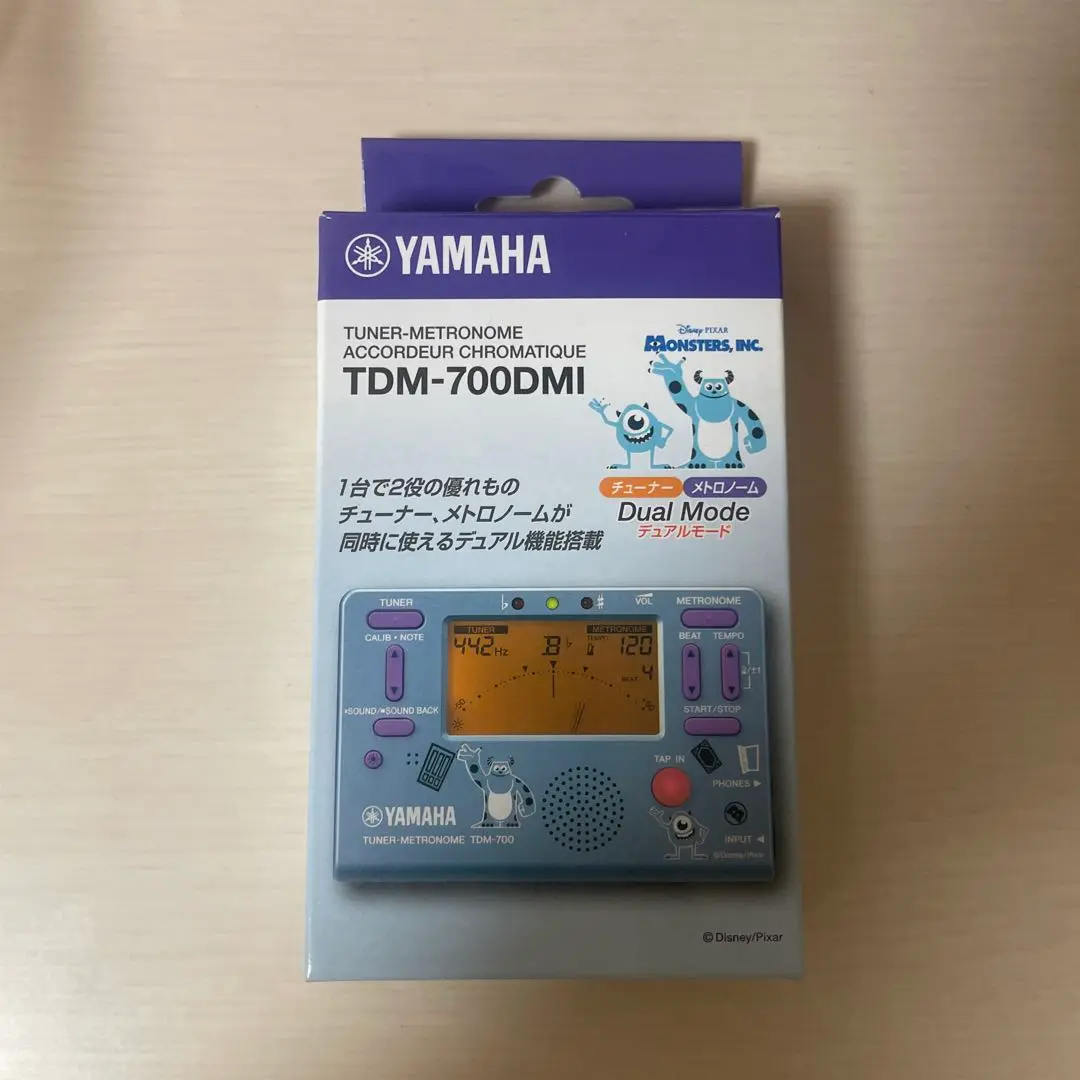 YAMAHA
TUNER-METRONOME
ACCORDEUR CHROMATIQUE
TDM-700DMI
Disney PIXAR
MONSTERS, INC.
1台で2役の優れもの
チューナー、メトロノームが
同時に使えるデュアル機能搭載
チューナー メトロノーム
Dual Mode
デュアルモード
TUNER ♭ ♯ VOL METRONOME
CALIB・NOTE
BEAT TEMPO
TUNER METRONOME
442Hz B♭ TEMPO 120
BEAT 4
START/STOP
TAP IN
PHONES ▶
YAMAHA
TUNER-METRONOME TDM-700
INPUT ◀
©Disney/Pixar
©Disney/Pixar